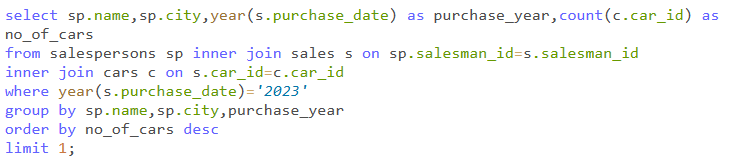 select sp.name,sp.city,year(s.purchase_date) as purchase_year,count(c.car_id) as
no_of_cars
from salespersons sp inner join sales s on sp.salesman_id=s.salesman_id
inner join cars c on s.car_id=c.car_id
where year(s.purchase_date)='2023'
group by sp.name,sp.city,purchase_year
order by no_of_cars desc
limit 1;